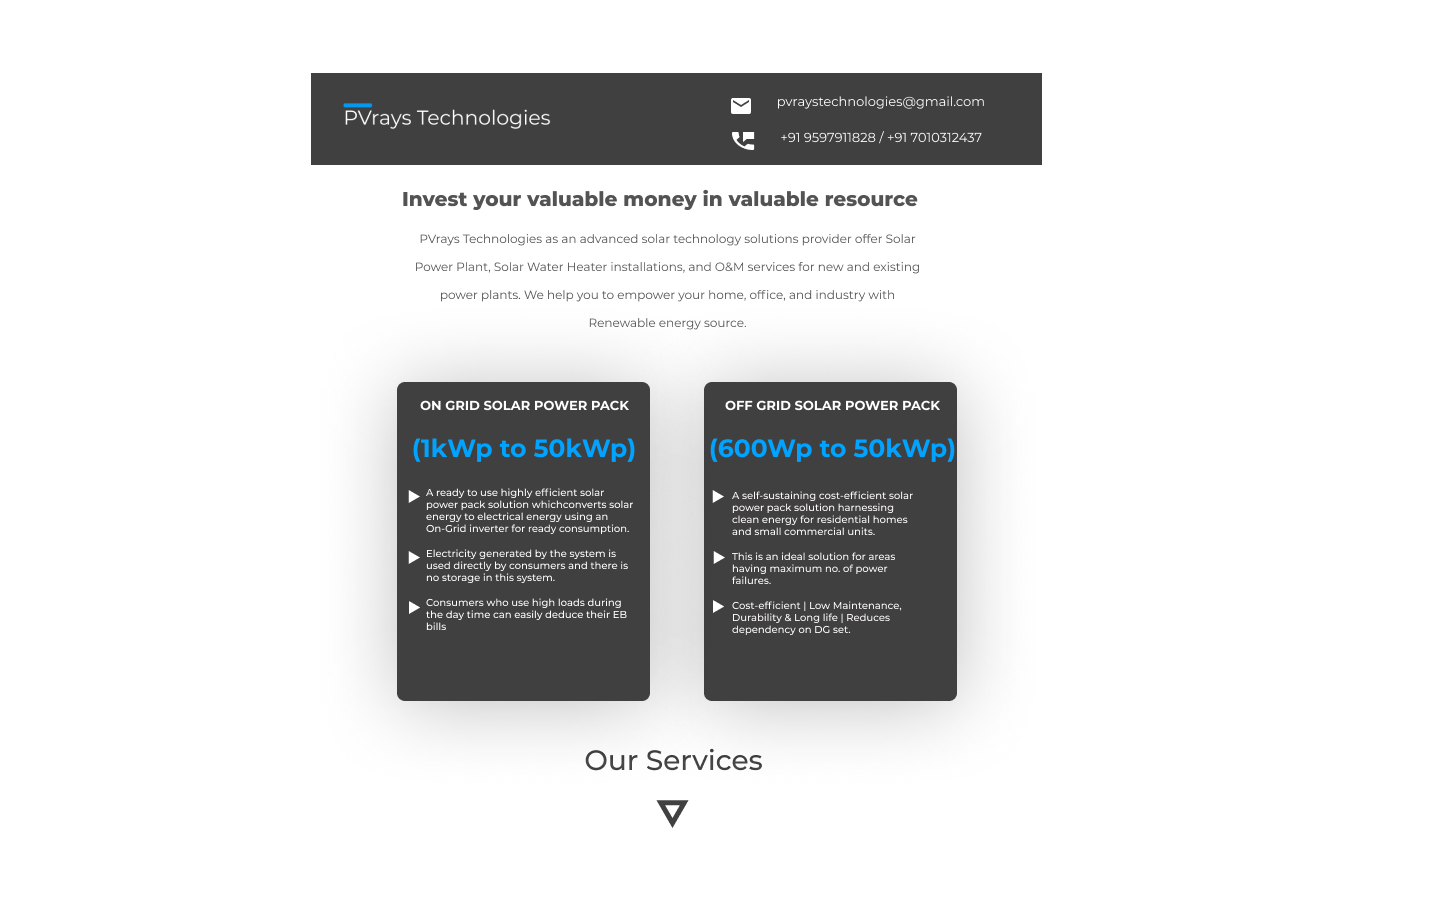 PVrays Technologies
pvraystechnologies@gmail.com
+91 9597911828 / +91 7010312437
Invest your valuable money in valuable resource
PVrays Technologies as an advanced solar technology solutions provider offer Solar
Power Plant, Solar Water Heater installations, and O&M services for new and existing
power plants. We help you to empower your home, office, and industry with
Renewable energy source.
ON GRID SOLAR POWER PACK
(1kWp to 50kWp)
A ready to use highly efficient solar
power pack solution whichconverts solar
energy to electrical energy using an
On-Grid inverter for ready consumption.
Electricity generated by the system is
used directly by consumers and there is
no storage in this system.
Consumers who use high loads during
the day time can easily deduce their EB
bills
OFF GRID SOLAR POWER PACK
(600Wp to 50kWp)
A self-sustaining cost-efficient solar
power pack solution harnessing
clean energy for residential homes
and small commercial units.
This is an ideal solution for areas
having maximum no. of power
failures.
Cost-efficient | Low Maintenance,
Durability & Long life | Reduces
dependency on DG set.
Our Services